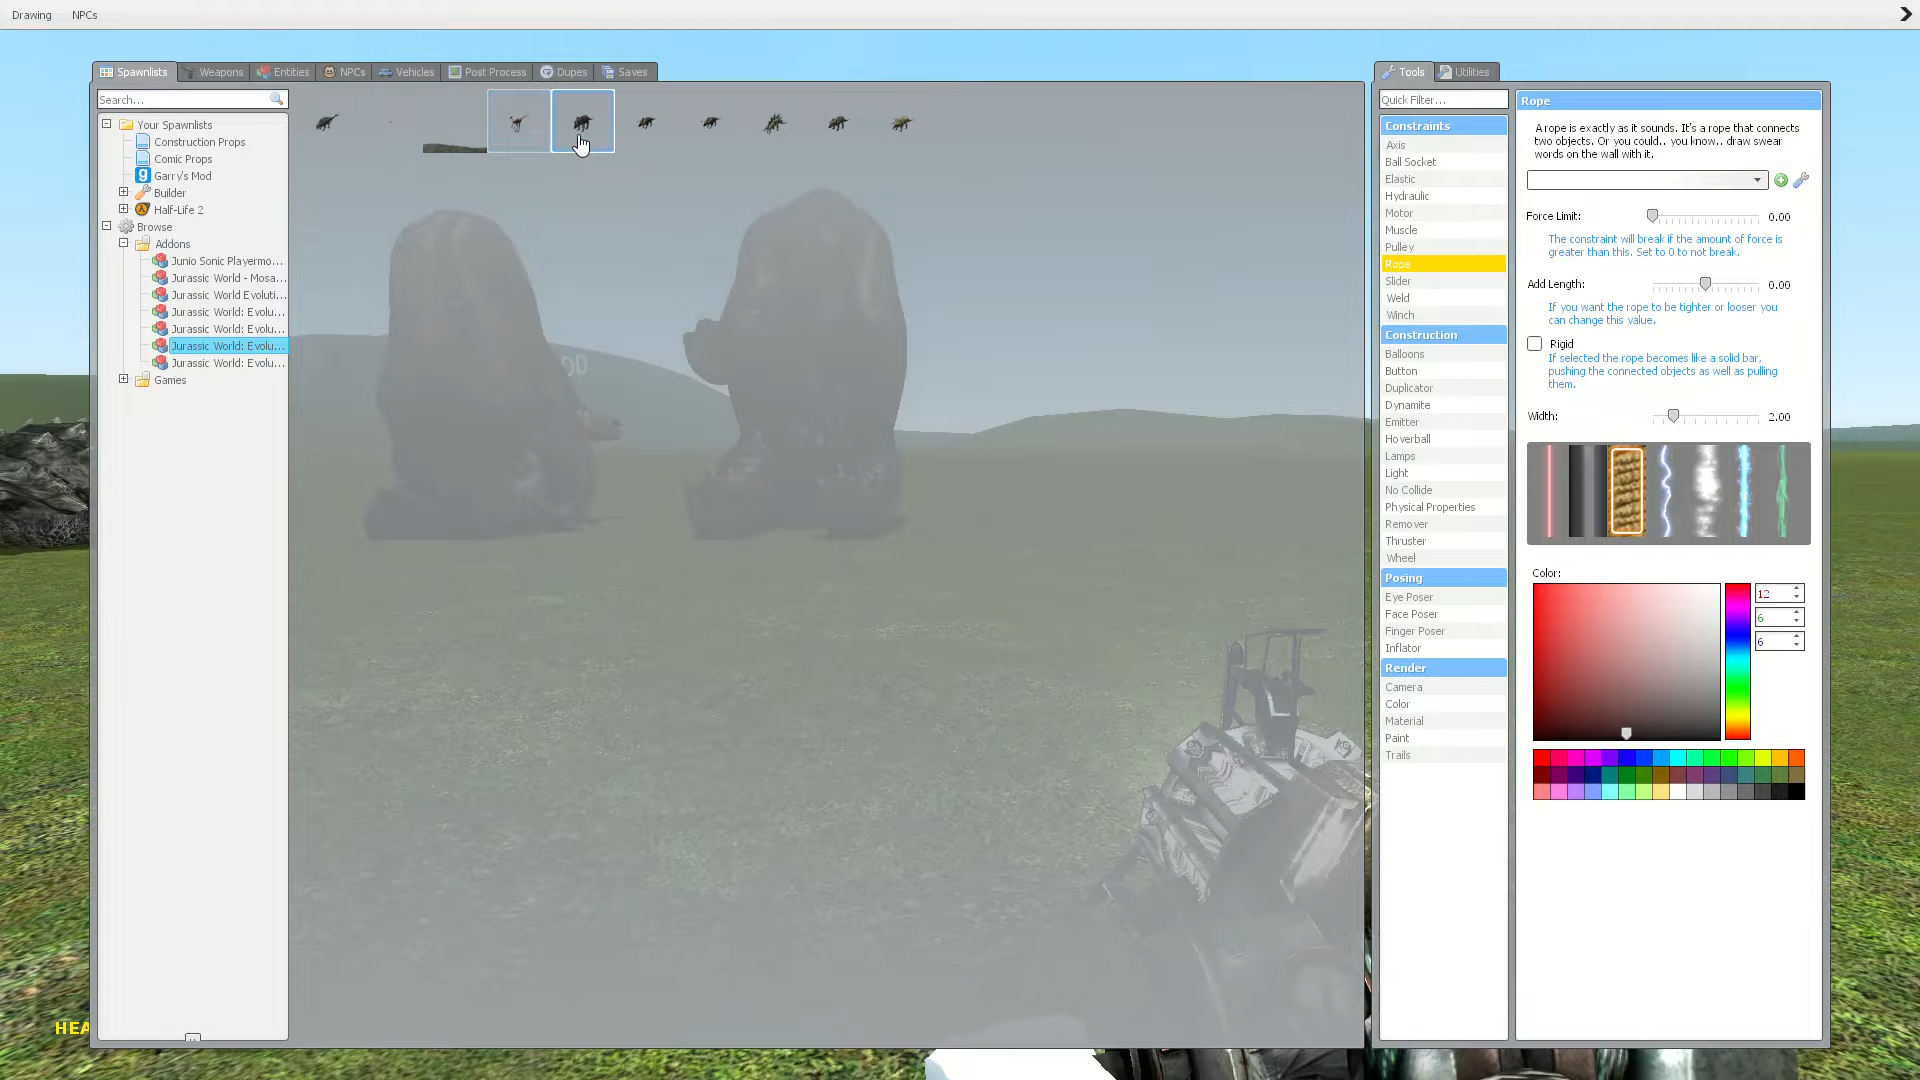 Drawing NPCs
Spawnlists Weapons Entities NPCs Vehicles Post Process Dupes Saves
Tools Utilities
Search...
Your Spawnlists
Construction Props
Comic Props
Garry's Mod
Builder
Half-Life 2
Browse
Addons
Junio Sonic Playermo...
Jurassic World - Mosa...
Jurassic World Evoluti...
Jurassic World: Evolu...
Jurassic World: Evolu...
Jurassic World: Evolu...
Jurassic World: Evolu...
Games
HEA
Quick Filter...
Constraints
Axis
Ball Socket
Elastic
Hydraulic
Motor
Muscle
Pulley
Rope
Slider
Weld
Winch
Construction
Balloons
Button
Duplicator
Dynamite
Emitter
Hoverball
Lamps
Light
No Collide
Physical Properties
Remover
Thruster
Wheel
Posing
Eye Poser
Face Poser
Finger Poser
Inflator
Render
Camera
Color
Material
Paint
Trails
Rope
A rope is exactly as it sounds. It's a rope that connects
two objects. Or you could.. you know.. draw swear
words on the wall with it.
Force Limit: 0.00
The constraint will break if the amount of force is
greater than this. Set to 0 to not break.
Add Length: 0.00
If you want the rope to be tighter or looser you
can change this value.
Rigid
If selected the rope becomes like a solid bar,
pushing the connected objects as well as pulling
them.
Width: 2.00
Color:
12
6
6